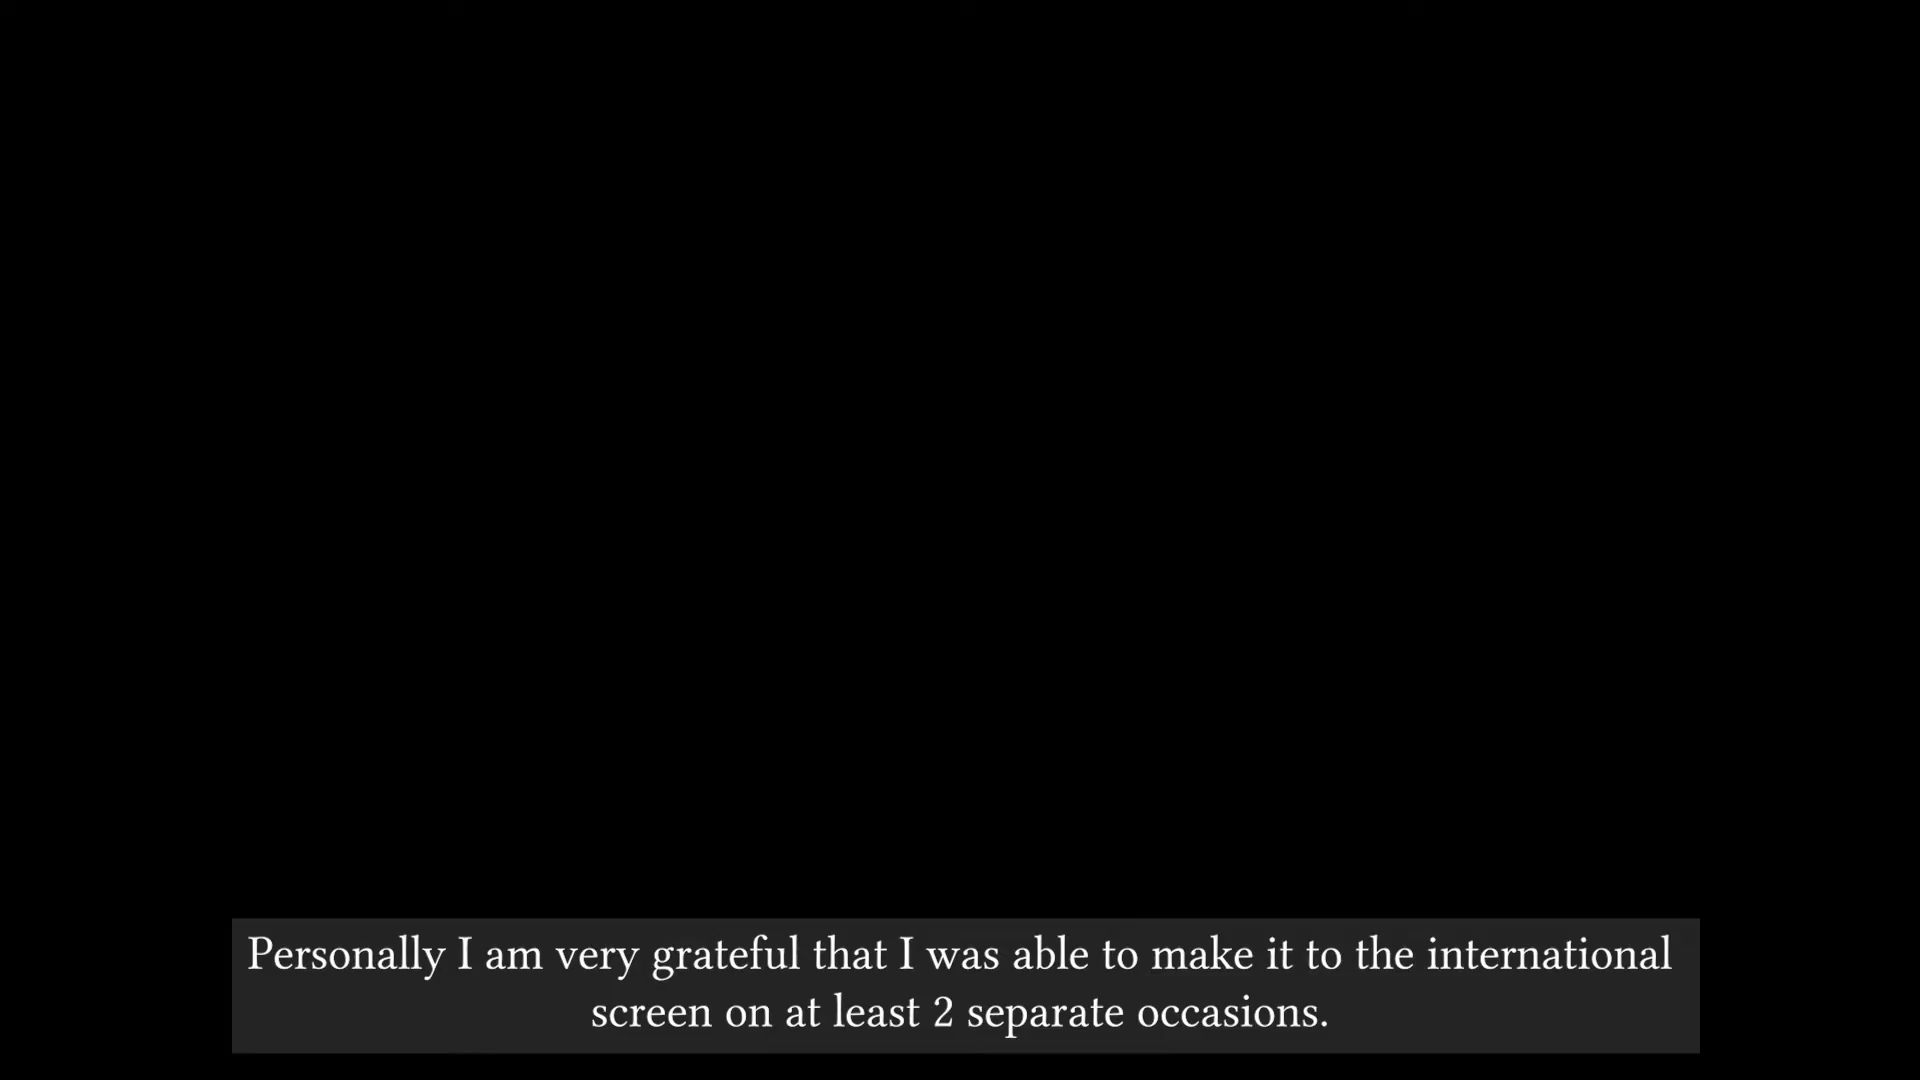 Personally I am very grateful that I was able to make it to the international
screen on at least 2 separate occasions.